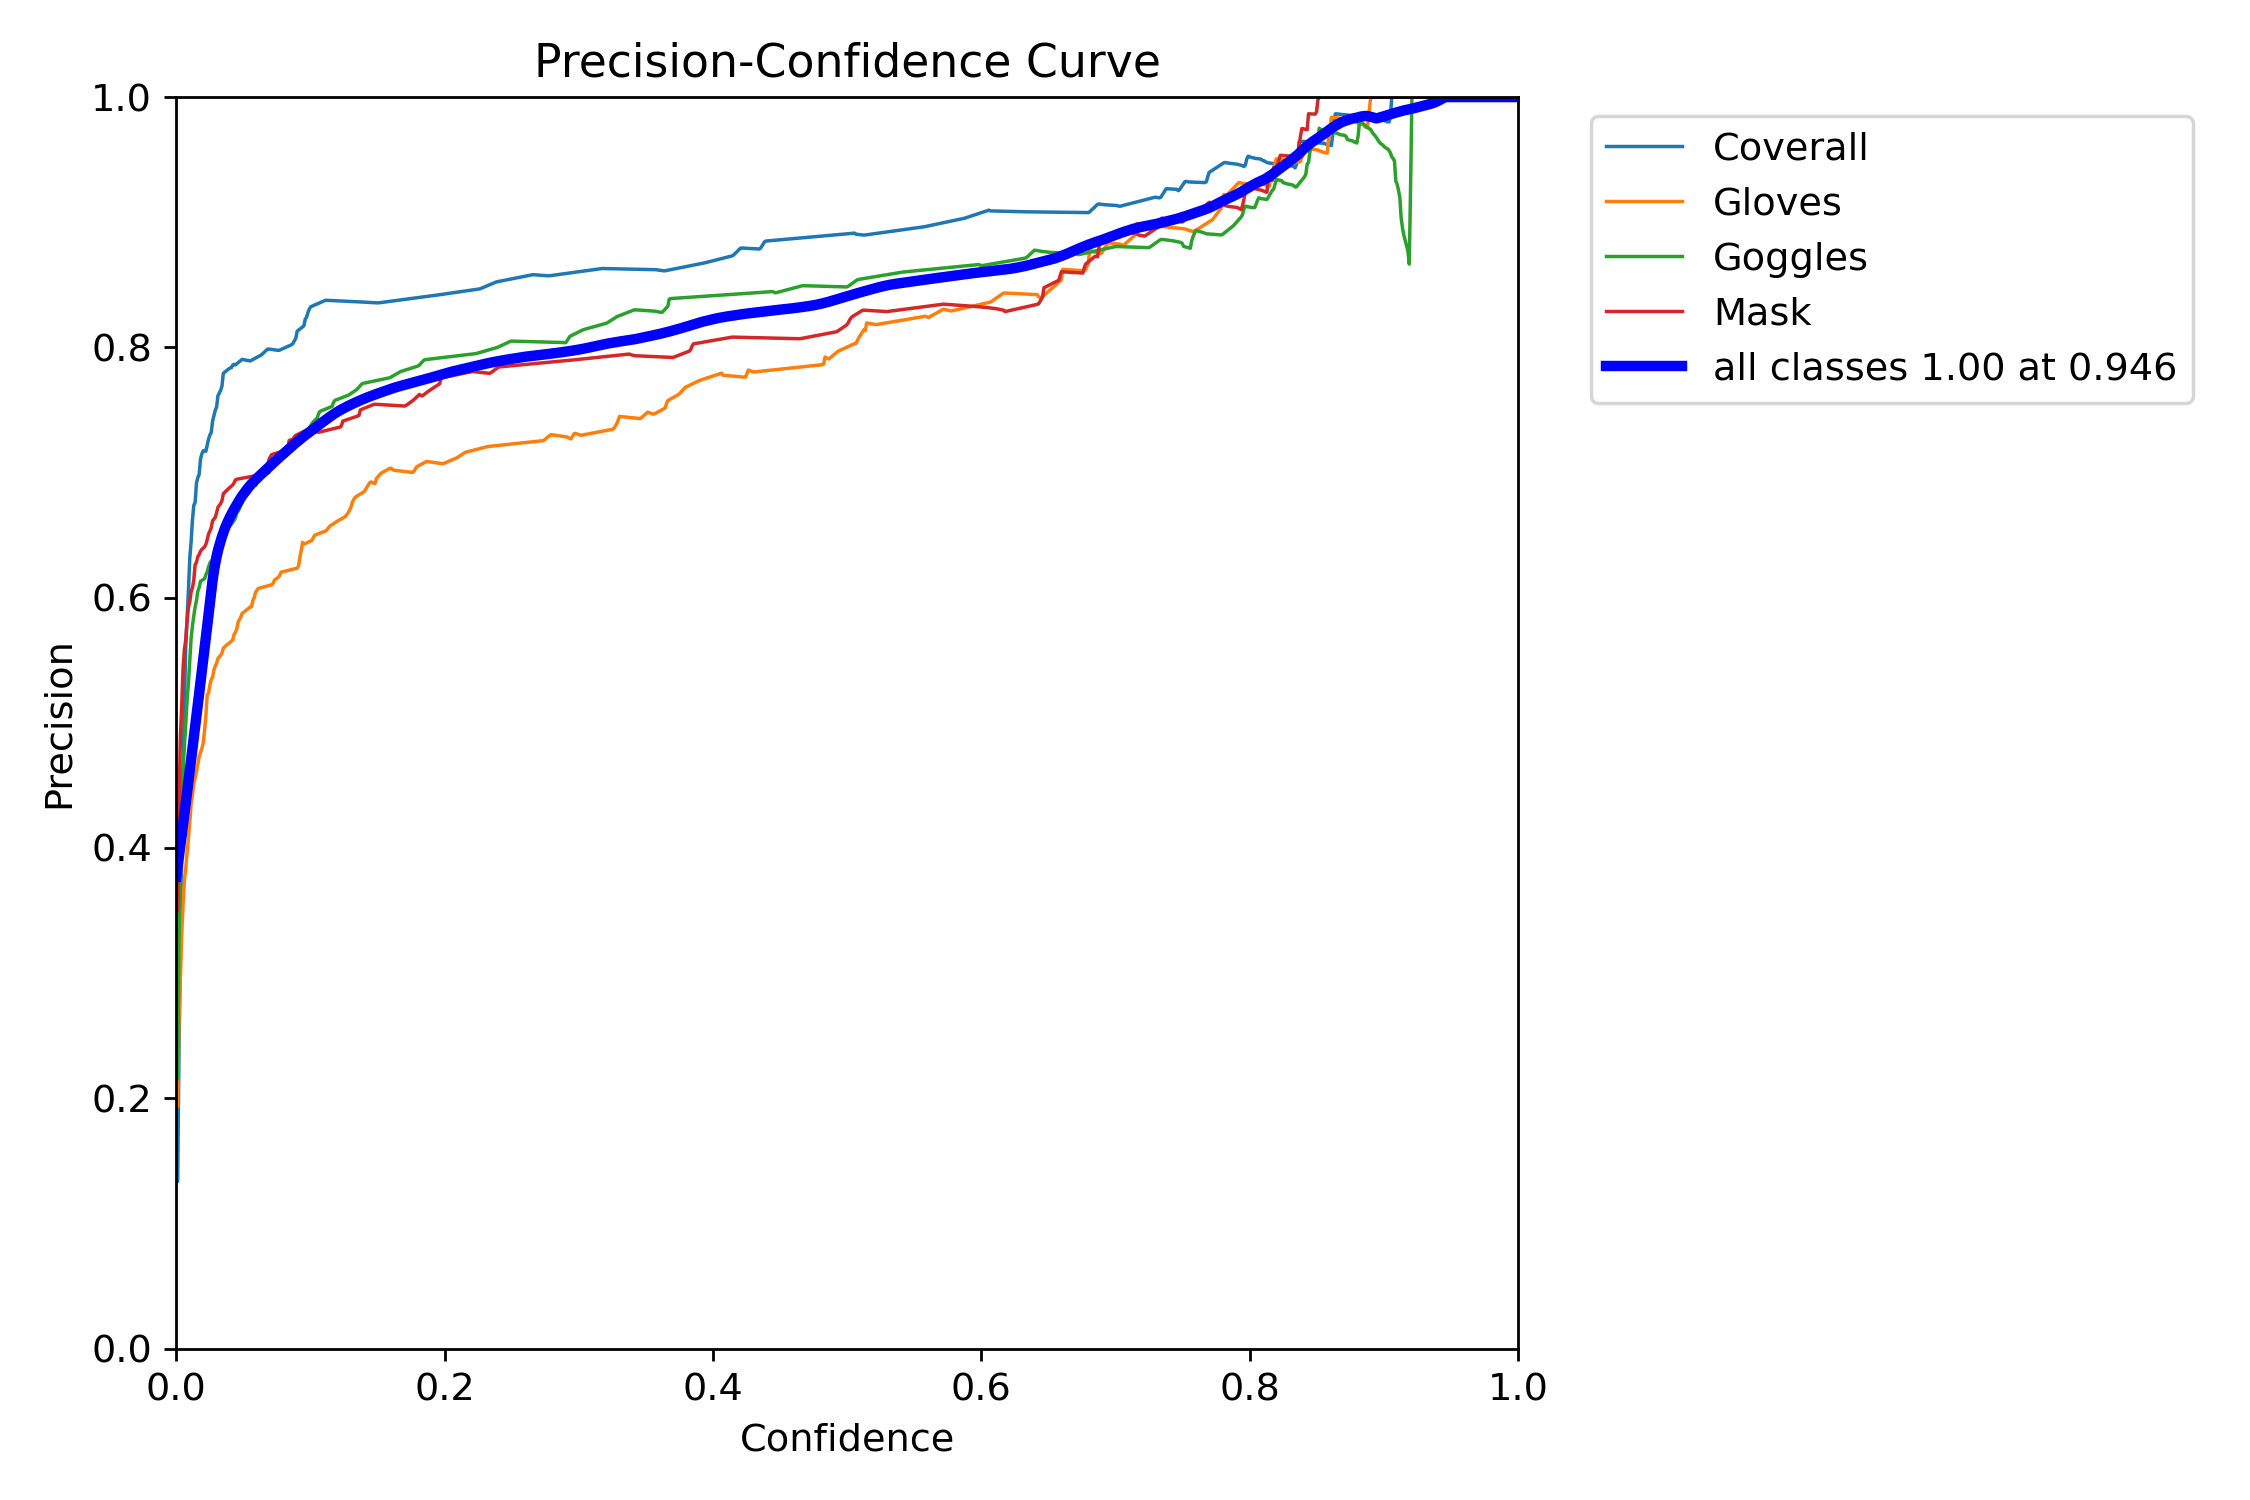 Precision-Confidence Curve
1.0
0.8
0.6
0.4
0.2
0.0
Precision
0.0 0.2 0.4 0.6 0.8 1.0
Confidence
Coverall
Gloves
Goggles
Mask
all classes 1.00 at 0.946